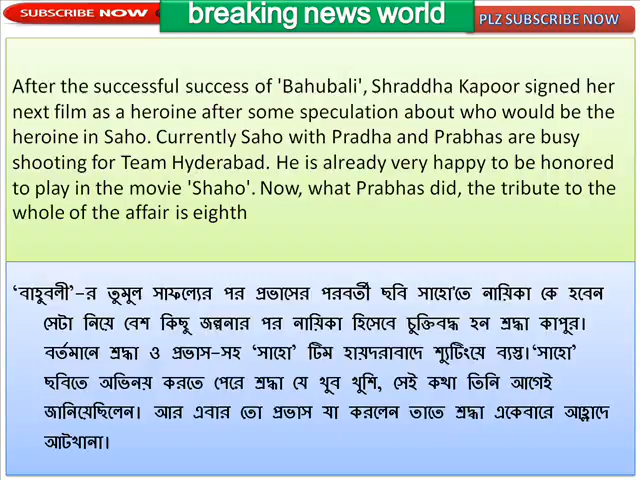 SUBSCRIBE NOW
breaking news world
PLZ SUBSCRIBE NOW
After the successful success of 'Bahubali', Shraddha Kapoor signed her
next film as a heroine after some speculation about who would be the
heroine in Saho. Currently Saho with Pradha and Prabhas are busy
shooting for Team Hyderabad. He is already very happy to be honored
to play in the movie 'Shaho'. Now, what Prabhas did, the tribute to the
whole of the affair is eighth
‘বাহুবলী’-র তুমুল সাফল্যের পর প্রভাসের পরবর্তী ছবি সাহো'তে নায়িকা কে হবেন
সেটা নিয়ে বেশ কিছু জল্পনার পর নায়িকা হিসেবে চুক্তিবদ্ধ হন শ্রদ্ধা কাপুর।
বর্তমানে শ্রদ্ধা ও প্রভাস-সহ ‘সাহো’ টিম হায়দরাবাদে শ্যুটিংয়ে ব্যস্ত। ‘সাহো’
ছবিতে অভিনয় করতে পেরে শ্রদ্ধা যে খুব খুশি, সেই কথা তিনি আগেই
জানিয়েছিলেন। আর এবার তো প্রভাস যা করলেন তাতে শ্রদ্ধা একেবারে আহ্লাদে
আটখানা।